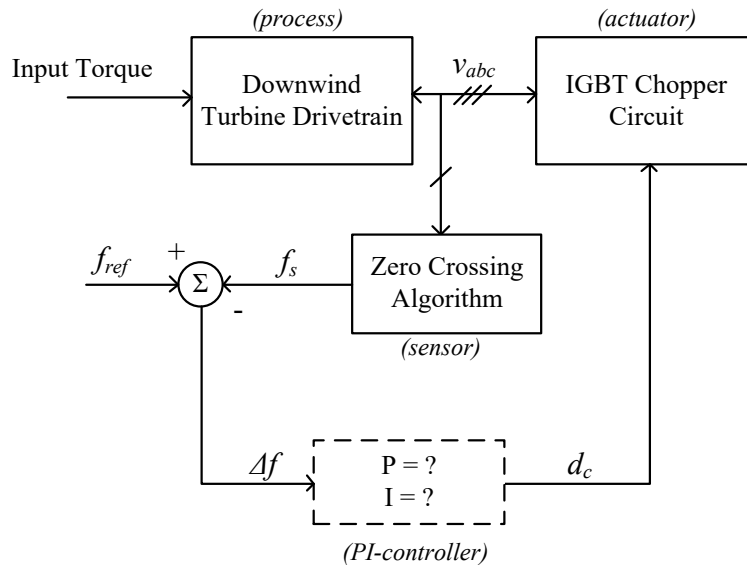 (process)
(actuator)
Input Torque
Downwind
Turbine Drivetrain
v_abc
IGBT Chopper
Circuit
f_ref
+
Σ
-
f_s
Zero Crossing
Algorithm
(sensor)
Δf
P = ?
I = ?
d_c
(PI-controller)